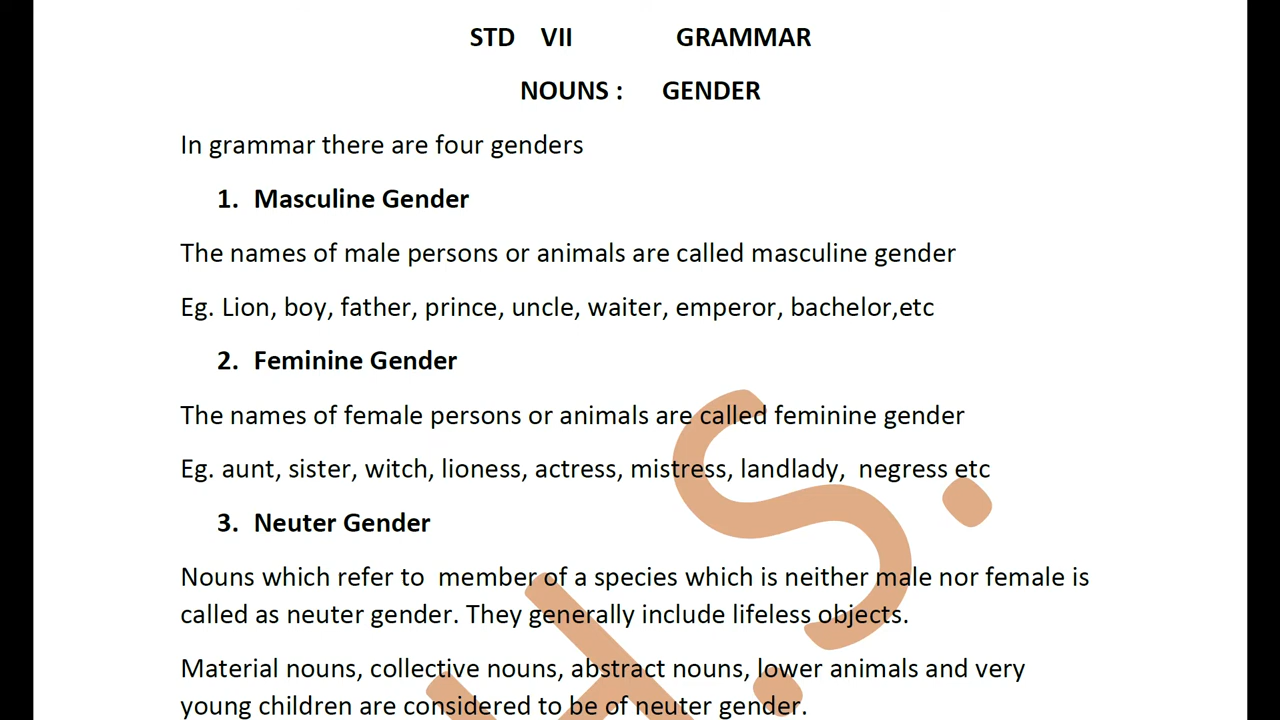 STD VII GRAMMAR
NOUNS : GENDER
In grammar there are four genders
1. Masculine Gender
The names of male persons or animals are called masculine gender
Eg. Lion, boy, father, prince, uncle, waiter, emperor, bachelor,etc
2. Feminine Gender
The names of female persons or animals are called feminine gender
Eg. aunt, sister, witch, lioness, actress, mistress, landlady, negress etc
3. Neuter Gender
Nouns which refer to member of a species which is neither male nor female is
called as neuter gender. They generally include lifeless objects.
Material nouns, collective nouns, abstract nouns, lower animals and very
young children are considered to be of neuter gender.
H.S.